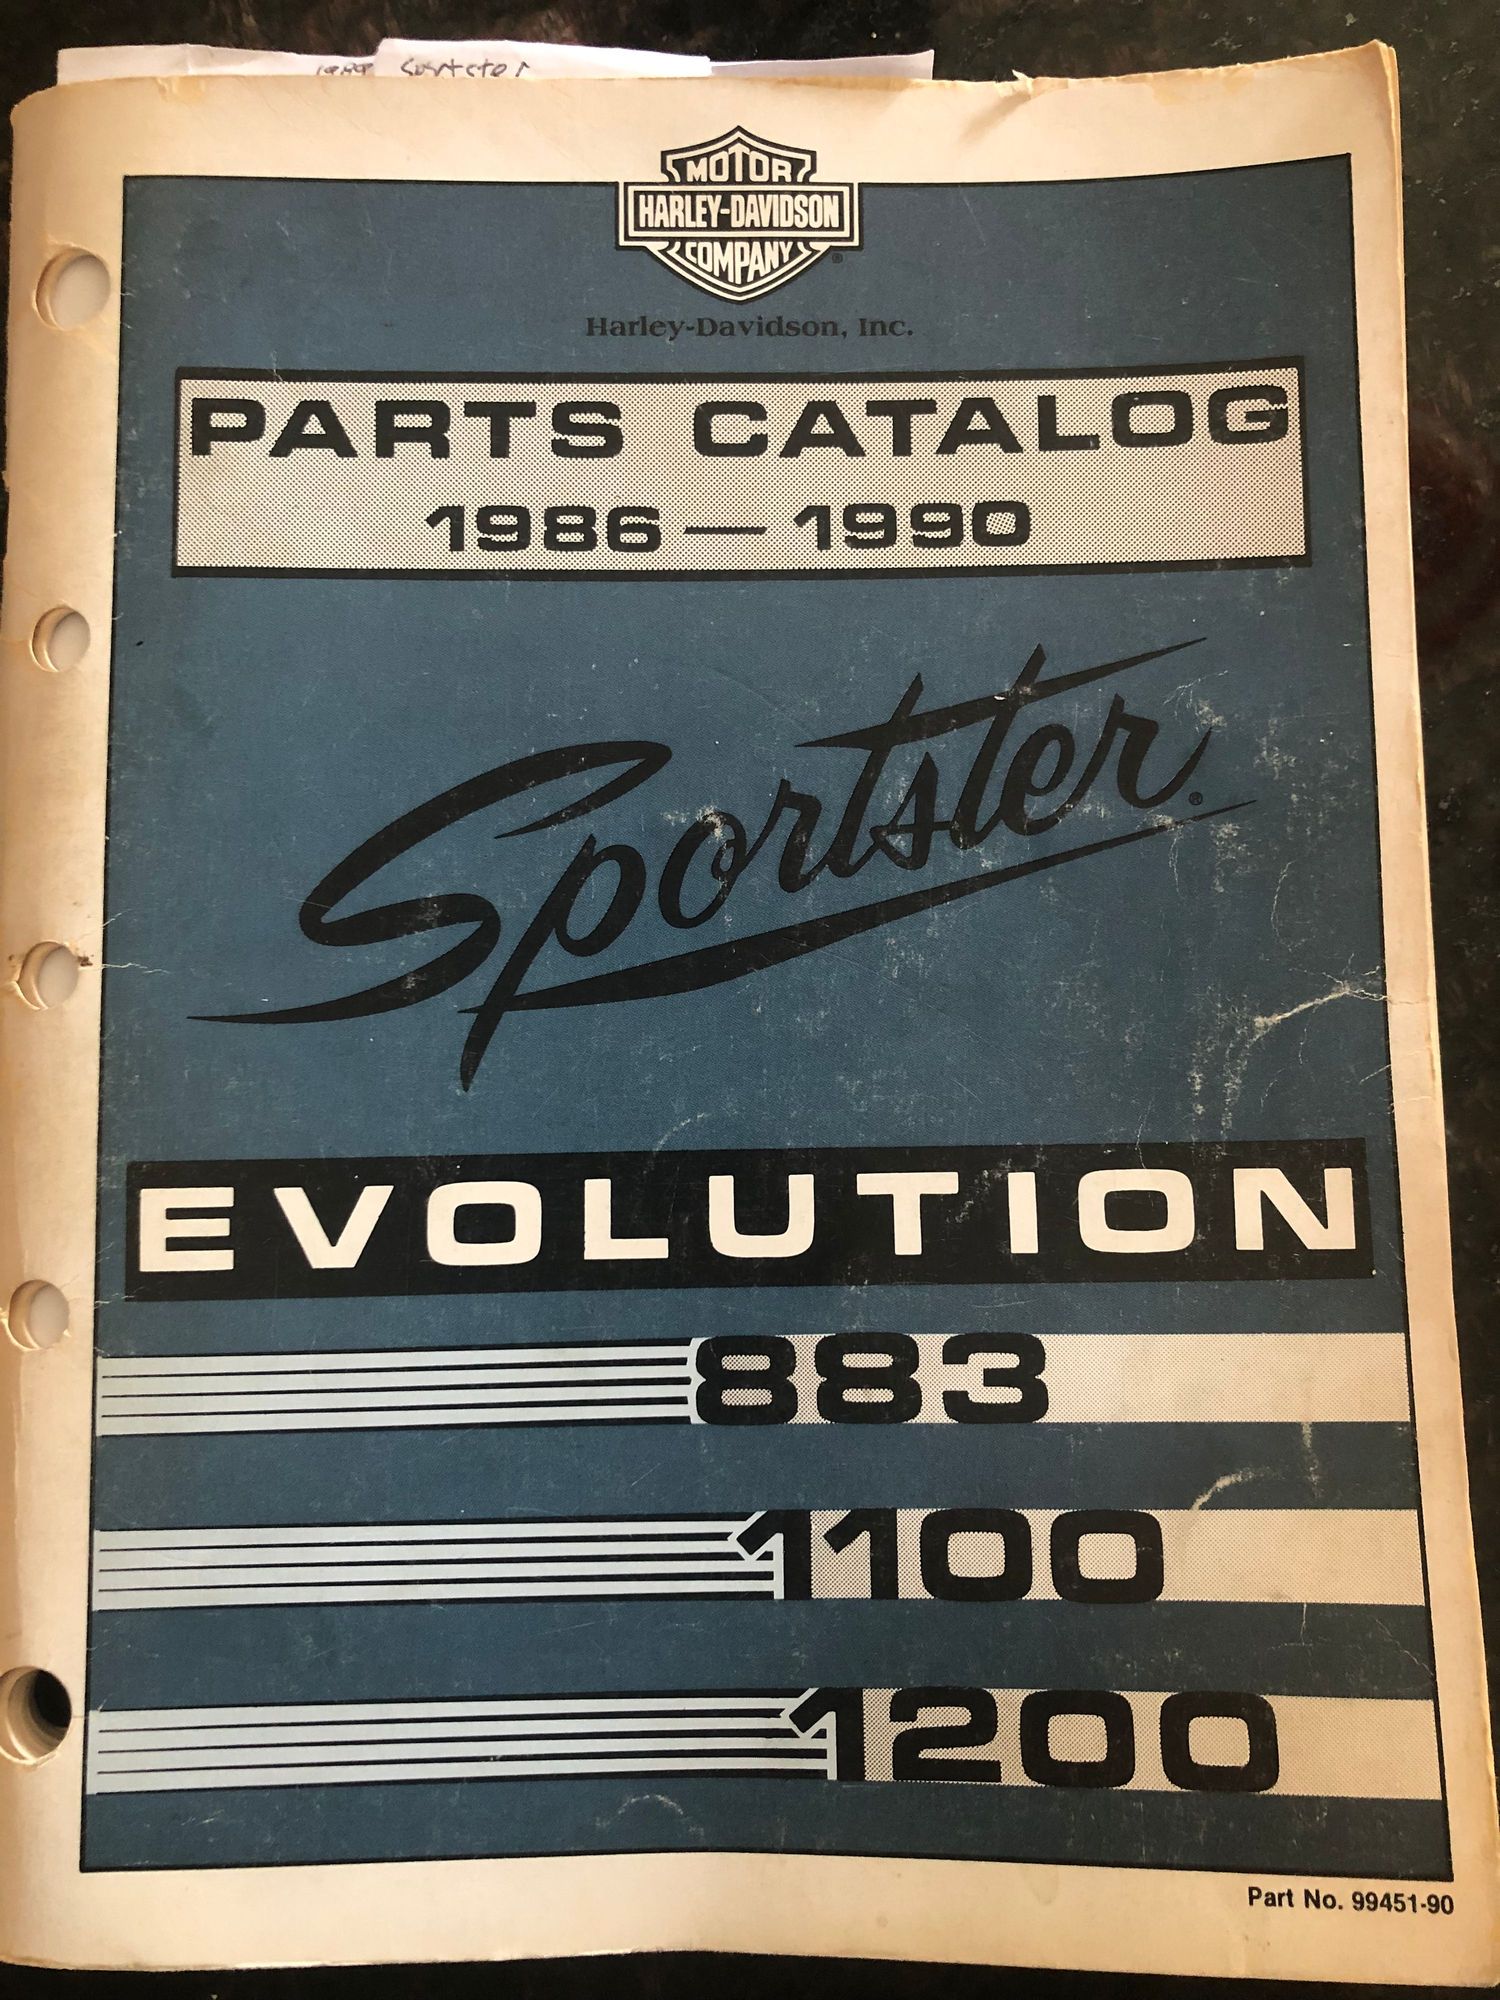 1989 Sportster
MOTOR
HARLEY-DAVIDSON
COMPANY
®
Harley-Davidson, Inc.
PARTS CATALOG
1986 — 1990
Sportster®
EVOLUTION
883
1100
1200
Part No. 99451-90